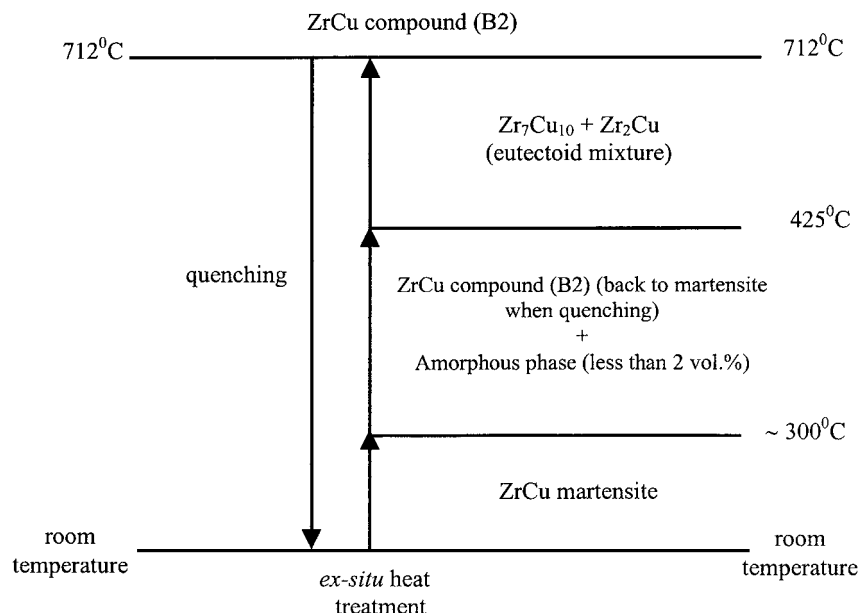 ZrCu compound (B2)
712⁰C
712⁰C
Zr₇Cu₁₀ + Zr₂Cu
(eutectoid mixture)
425⁰C
quenching
ZrCu compound (B2) (back to martensite
when quenching)
+
Amorphous phase (less than 2 vol.%)
~ 300⁰C
ZrCu martensite
room
temperature
room
temperature
ex-situ heat
treatment